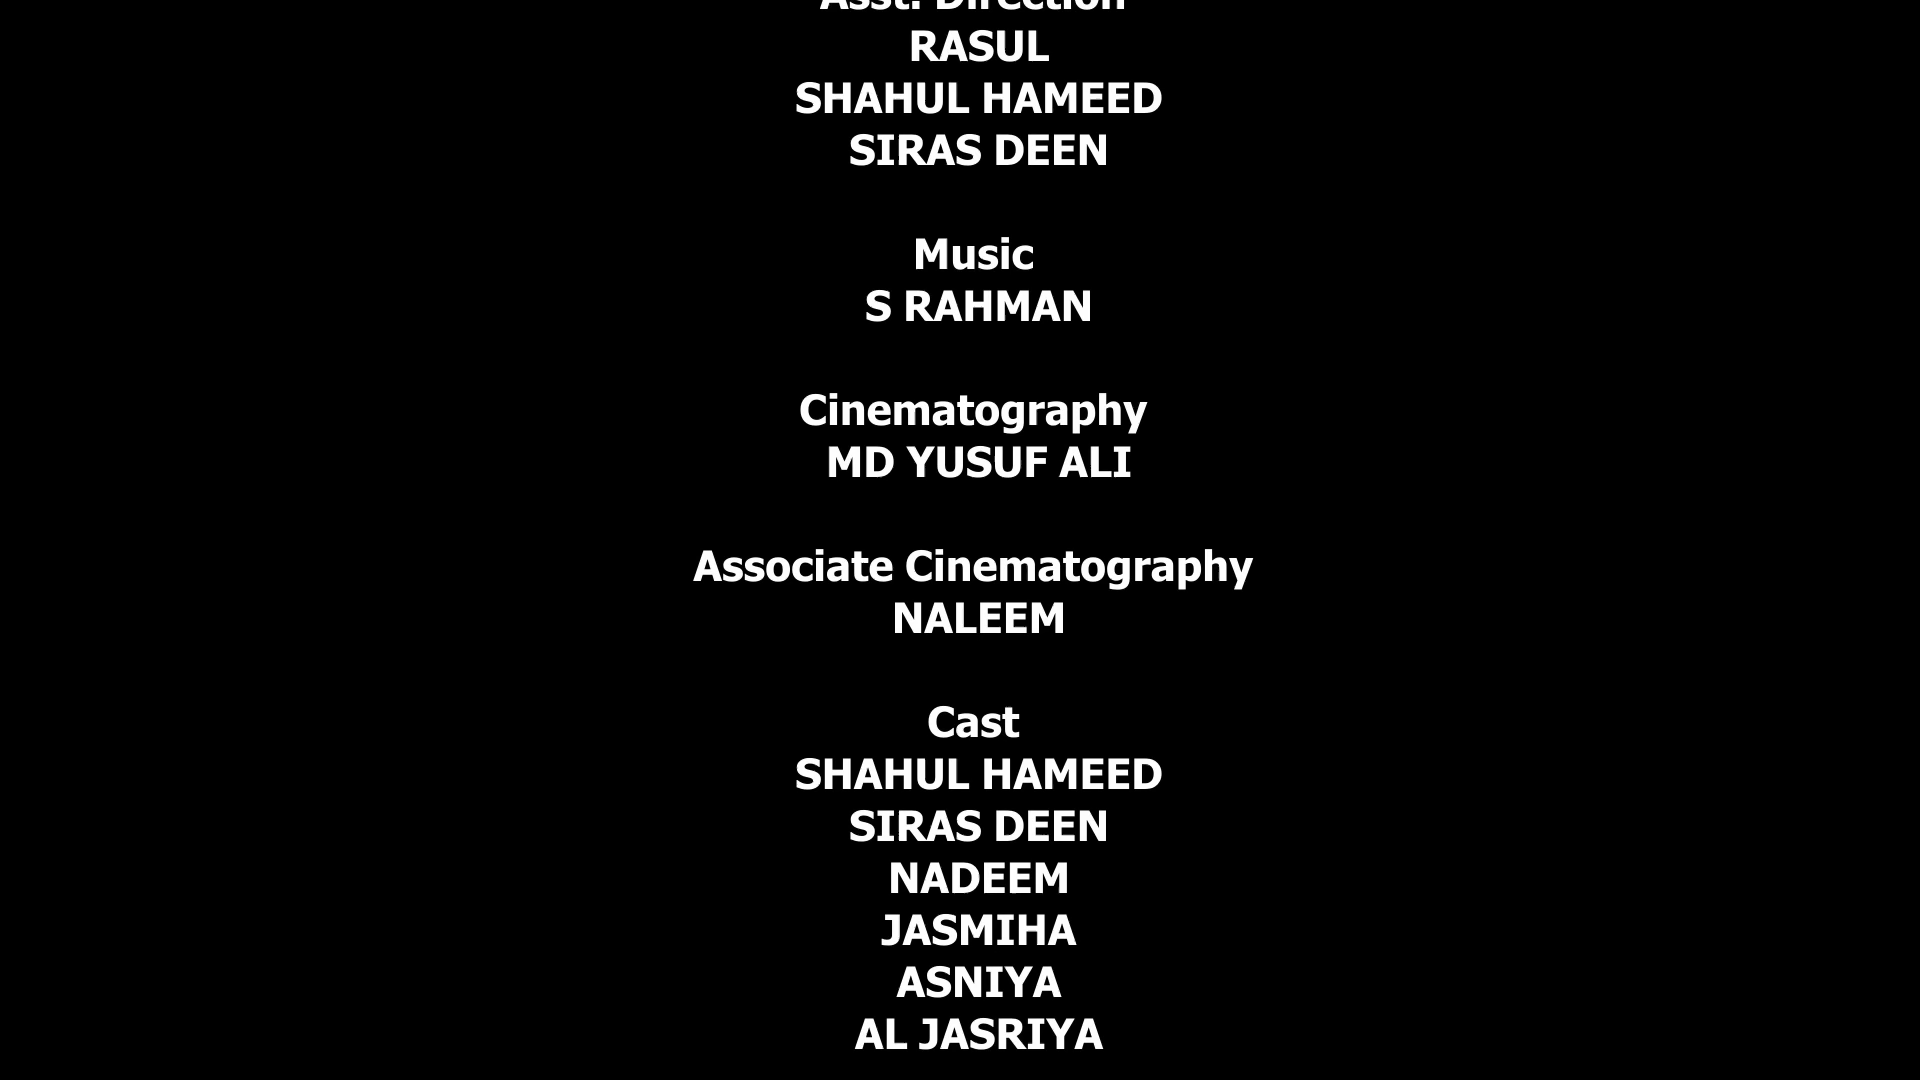 Asst. Direction
RASUL
SHAHUL HAMEED
SIRAS DEEN
Music
S RAHMAN
Cinematography
MD YUSUF ALI
Associate Cinematography
NALEEM
Cast
SHAHUL HAMEED
SIRAS DEEN
NADEEM
JASMIHA
ASNIYA
AL JASRIYA